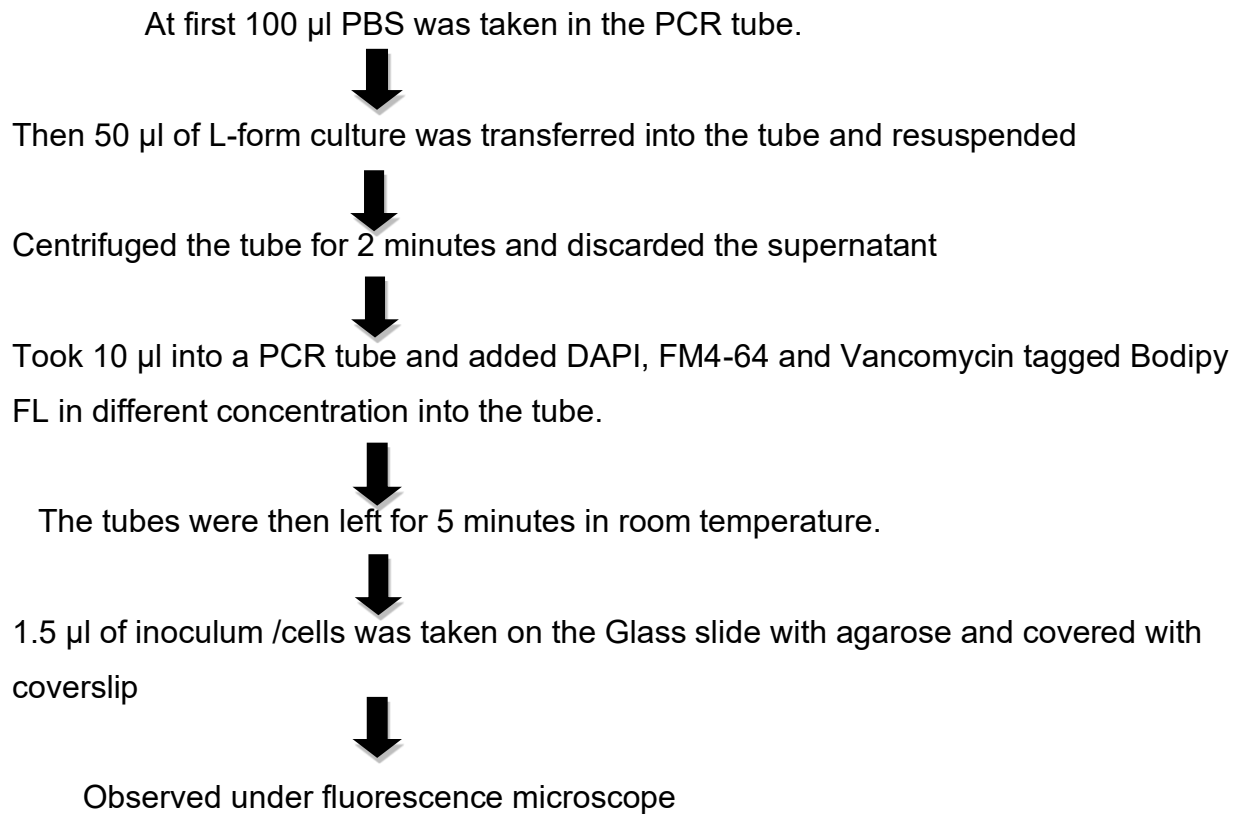 At first 100 µl PBS was taken in the PCR tube.
Then 50 µl of L-form culture was transferred into the tube and resuspended
Centrifuged the tube for 2 minutes and discarded the supernatant
Took 10 µl into a PCR tube and added DAPI, FM4-64 and Vancomycin tagged Bodipy
FL in different concentration into the tube.
The tubes were then left for 5 minutes in room temperature.
1.5 µl of inoculum /cells was taken on the Glass slide with agarose and covered with
coverslip
Observed under fluorescence microscope